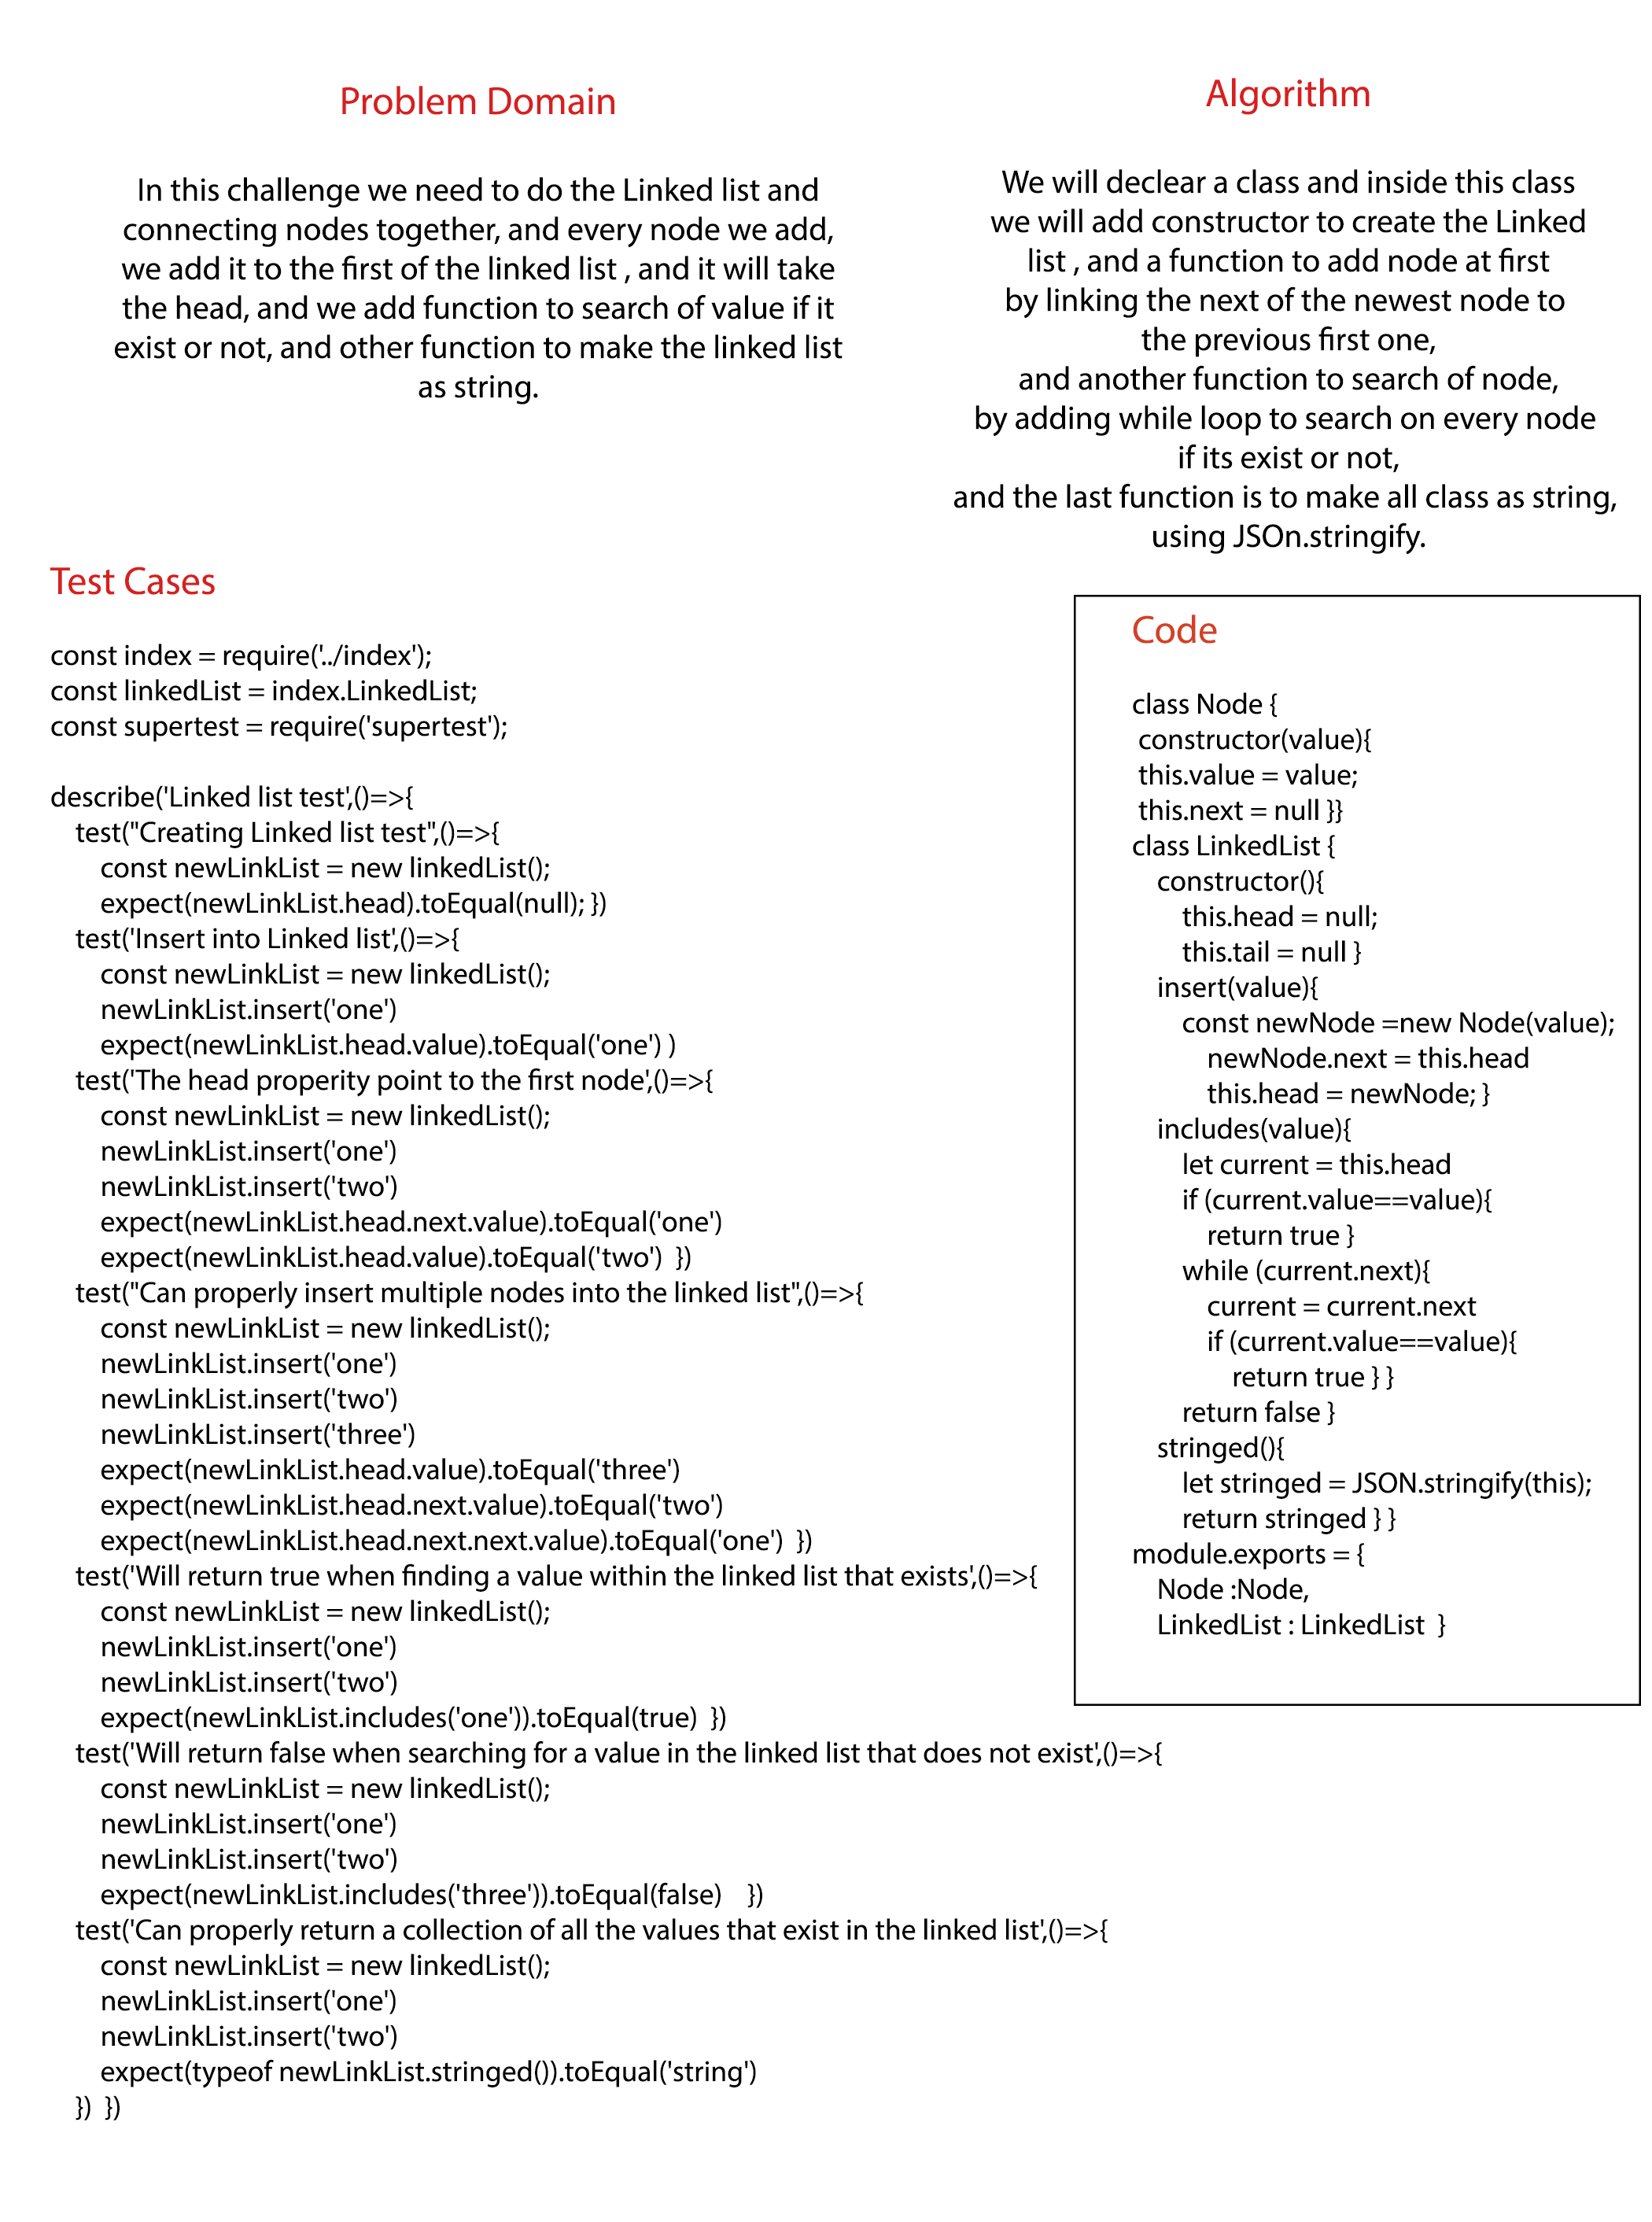 Problem Domain
In this challenge we need to do the Linked list and
connecting nodes together, and every node we add,
we add it to the first of the linked list , and it will take
the head, and we add function to search of value if it
exist or not, and other function to make the linked list
as string.
Algorithm
We will declear a class and inside this class
we will add constructor to create the Linked
list , and a function to add node at first
by linking the next of the newest node to
the previous first one,
and another function to search of node,
by adding while loop to search on every node
if its exist or not,
and the last function is to make all class as string,
using JSOn.stringify.
Test Cases
const index = require('../index');
const linkedList = index.LinkedList;
const supertest = require('supertest');
describe('Linked list test',()=>{
test("Creating Linked list test",()=>{
const newLinkList = new linkedList();
expect(newLinkList.head).toEqual(null); })
test('Insert into Linked list',()=>{
const newLinkList = new linkedList();
newLinkList.insert('one')
expect(newLinkList.head.value).toEqual('one') )
test('The head properity point to the first node',()=>{
const newLinkList = new linkedList();
newLinkList.insert('one')
newLinkList.insert('two')
expect(newLinkList.head.next.value).toEqual('one')
expect(newLinkList.head.value).toEqual('two')  })
test("Can properly insert multiple nodes into the linked list",()=>{
const newLinkList = new linkedList();
newLinkList.insert('one')
newLinkList.insert('two')
newLinkList.insert('three')
expect(newLinkList.head.value).toEqual('three')
expect(newLinkList.head.next.value).toEqual('two')
expect(newLinkList.head.next.next.value).toEqual('one')  })
test('Will return true when finding a value within the linked list that exists',()=>{
const newLinkList = new linkedList();
newLinkList.insert('one')
newLinkList.insert('two')
expect(newLinkList.includes('one')).toEqual(true)  })
test('Will return false when searching for a value in the linked list that does not exist',()=>{
const newLinkList = new linkedList();
newLinkList.insert('one')
newLinkList.insert('two')
expect(newLinkList.includes('three')).toEqual(false)    })
test('Can properly return a collection of all the values that exist in the linked list',()=>{
const newLinkList = new linkedList();
newLinkList.insert('one')
newLinkList.insert('two')
expect(typeof newLinkList.stringed()).toEqual('string')
})  })
Code
class Node {
constructor(value){
this.value = value;
this.next = null }}
class LinkedList {
constructor(){
this.head = null;
this.tail = null }
insert(value){
const newNode =new Node(value);
newNode.next = this.head
this.head = newNode; }
includes(value){
let current = this.head
if (current.value==value){
return true }
while (current.next){
current = current.next
if (current.value==value){
return true } }
return false }
stringed(){
let stringed = JSON.stringify(this);
return stringed } }
module.exports = {
Node :Node,
LinkedList : LinkedList  }